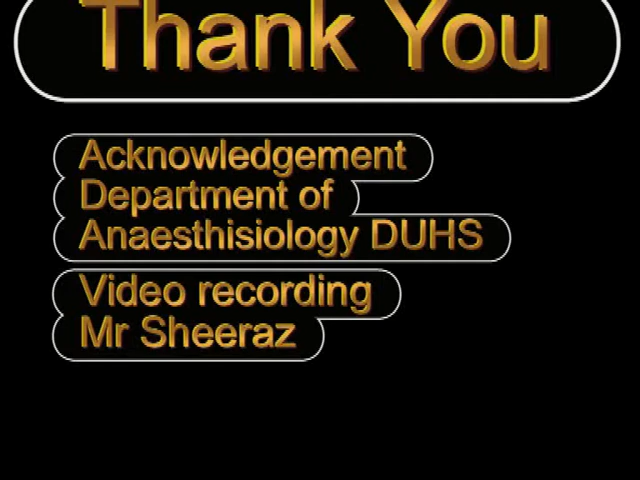 Thank You
Acknowledgement
Department of
Anaesthisiology DUHS
Video recording
Mr Sheeraz